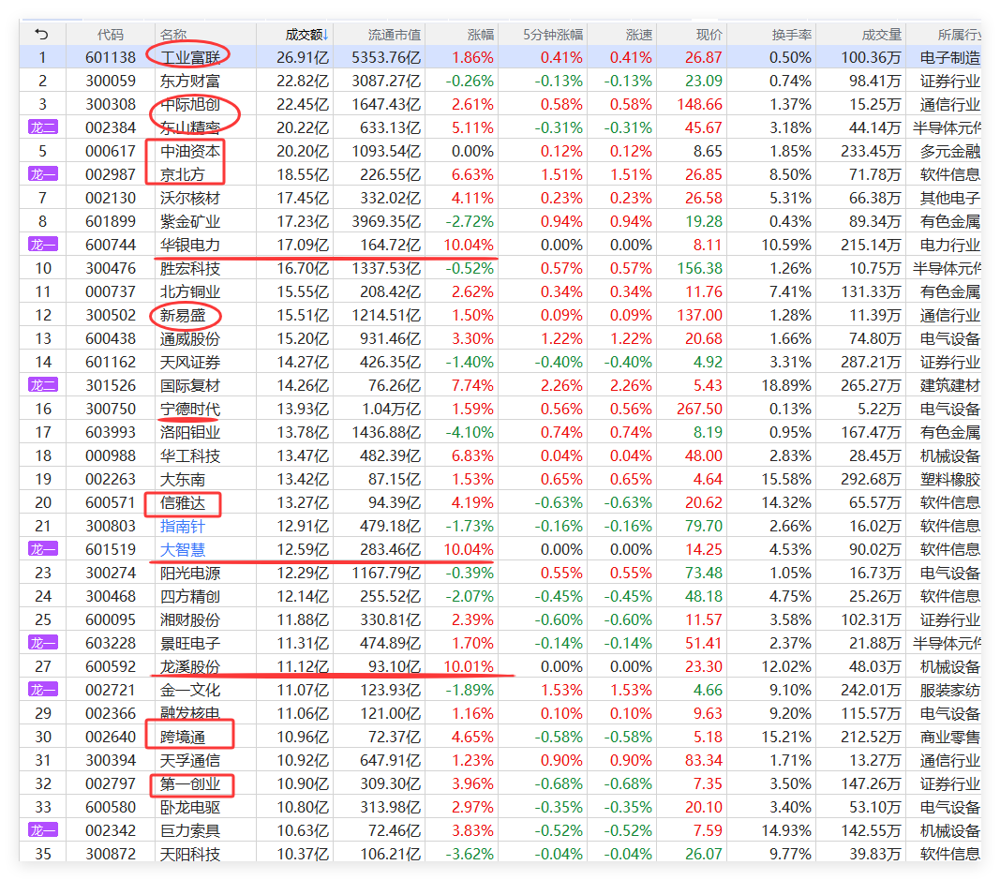 代码 名称 成交额↓ 流通市值 涨幅 5分钟涨幅 涨速 现价 换手率 成交量 所属行业
1 601138 工业富联 26.91亿 5353.76亿 1.86% 0.41% 0.41% 26.87 0.50% 100.36万 电子制造
2 300059 东方财富 22.82亿 3087.27亿 -0.26% -0.13% -0.13% 23.09 0.74% 98.41万 证券行业
3 300308 中际旭创 22.45亿 1647.43亿 2.61% 0.58% 0.58% 148.66 1.37% 15.25万 通信行业
龙二 002384 东山精密 20.22亿 633.13亿 5.11% -0.31% -0.31% 45.67 3.18% 44.14万 半导体元件
5 000617 中油资本 20.20亿 1093.54亿 0.00% 0.12% 0.12% 8.65 1.85% 233.45万 多元金融
龙一 002987 京北方 18.55亿 226.55亿 6.63% 1.51% 1.51% 26.85 8.50% 71.78万 软件信息
7 002130 沃尔核材 17.45亿 332.02亿 4.11% 0.23% 0.23% 26.58 5.31% 66.38万 其他电子
8 601899 紫金矿业 17.23亿 3969.35亿 -2.72% 0.94% 0.94% 19.28 0.43% 89.34万 有色金属
龙一 600744 华银电力 17.09亿 164.72亿 10.04% 0.00% 0.00% 8.11 10.59% 215.14万 电力行业
10 300476 胜宏科技 16.70亿 1337.53亿 -0.52% 0.57% 0.57% 156.38 1.26% 10.75万 半导体元件
11 000737 北方铜业 15.55亿 208.42亿 2.62% 0.34% 0.34% 11.76 7.41% 131.33万 有色金属
12 300502 新易盛 15.51亿 1214.51亿 1.50% 0.09% 0.09% 137.00 1.28% 11.39万 通信行业
13 600438 通威股份 15.20亿 931.46亿 3.30% 1.22% 1.22% 20.68 1.66% 74.80万 电气设备
14 601162 天风证券 14.27亿 426.35亿 -1.40% -0.40% -0.40% 4.92 3.31% 287.21万 证券行业
龙二 301526 国际复材 14.26亿 76.26亿 7.74% 2.26% 2.26% 5.43 18.89% 265.27万 建筑建材
16 300750 宁德时代 13.93亿 1.04万亿 1.59% 0.56% 0.56% 267.50 0.13% 5.22万 电气设备
17 603993 洛阳钼业 13.78亿 1436.88亿 -4.10% 0.74% 0.74% 8.19 0.95% 167.47万 有色金属
18 000988 华工科技 13.47亿 482.39亿 6.83% 0.04% 0.04% 48.00 2.83% 28.45万 机械设备
19 002263 大东南 13.42亿 87.15亿 1.53% 0.65% 0.65% 4.64 15.58% 292.68万 塑料橡胶
20 600571 信雅达 13.27亿 94.39亿 4.19% -0.63% -0.63% 20.62 14.32% 65.57万 软件信息
21 300803 指南针 12.91亿 479.18亿 -1.73% -0.16% -0.16% 79.70 2.66% 16.02万 软件信息
龙一 601519 大智慧 12.59亿 283.46亿 10.04% 0.00% 0.00% 14.25 4.53% 90.02万 软件信息
23 300274 阳光电源 12.29亿 1167.79亿 -0.39% 0.55% 0.55% 73.48 1.05% 16.73万 电气设备
24 300468 四方精创 12.14亿 255.52亿 -2.07% -0.45% -0.45% 48.18 4.75% 25.26万 软件信息
25 600095 湘财股份 11.88亿 330.81亿 2.39% -0.60% -0.60% 11.57 3.58% 102.31万 证券行业
龙一 603228 景旺电子 11.31亿 474.89亿 1.70% -0.14% -0.14% 51.41 2.37% 21.88万 半导体元件
27 600592 龙溪股份 11.12亿 93.10亿 10.01% 0.00% 0.00% 23.30 12.02% 48.03万 机械设备
龙一 002721 金一文化 11.07亿 123.93亿 -1.89% 1.53% 1.53% 4.66 9.10% 242.01万 服装家纺
29 002366 融发核电 11.06亿 121.00亿 1.16% 0.10% 0.10% 9.63 9.20% 115.57万 电气设备
30 002640 跨境通 10.96亿 72.37亿 4.65% -0.58% -0.58% 5.18 15.21% 212.52万 商业零售
31 300394 天孚通信 10.92亿 647.91亿 1.23% 0.90% 0.90% 83.34 1.71% 13.27万 通信行业
32 002797 第一创业 10.90亿 309.30亿 3.96% -0.68% -0.68% 7.35 3.50% 147.26万 证券行业
33 600580 卧龙电驱 10.80亿 313.98亿 2.97% -0.35% -0.35% 20.10 3.40% 53.10万 电气设备
龙一 002342 巨力索具 10.63亿 72.46亿 3.83% -0.52% -0.52% 7.59 14.93% 142.55万 机械设备
35 300872 天阳科技 10.37亿 106.21亿 -3.62% -0.04% -0.04% 26.07 9.77% 39.83万 软件信息